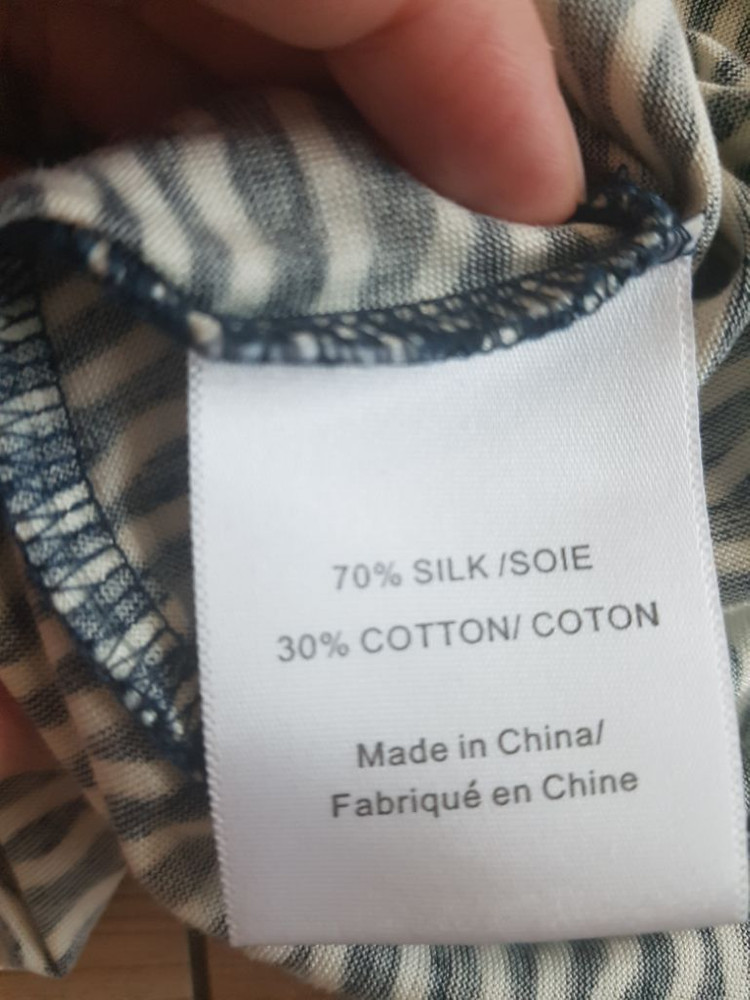 70% SILK /SOIE
30% COTTON/ COTON
Made in China/
Fabriqué en Chine